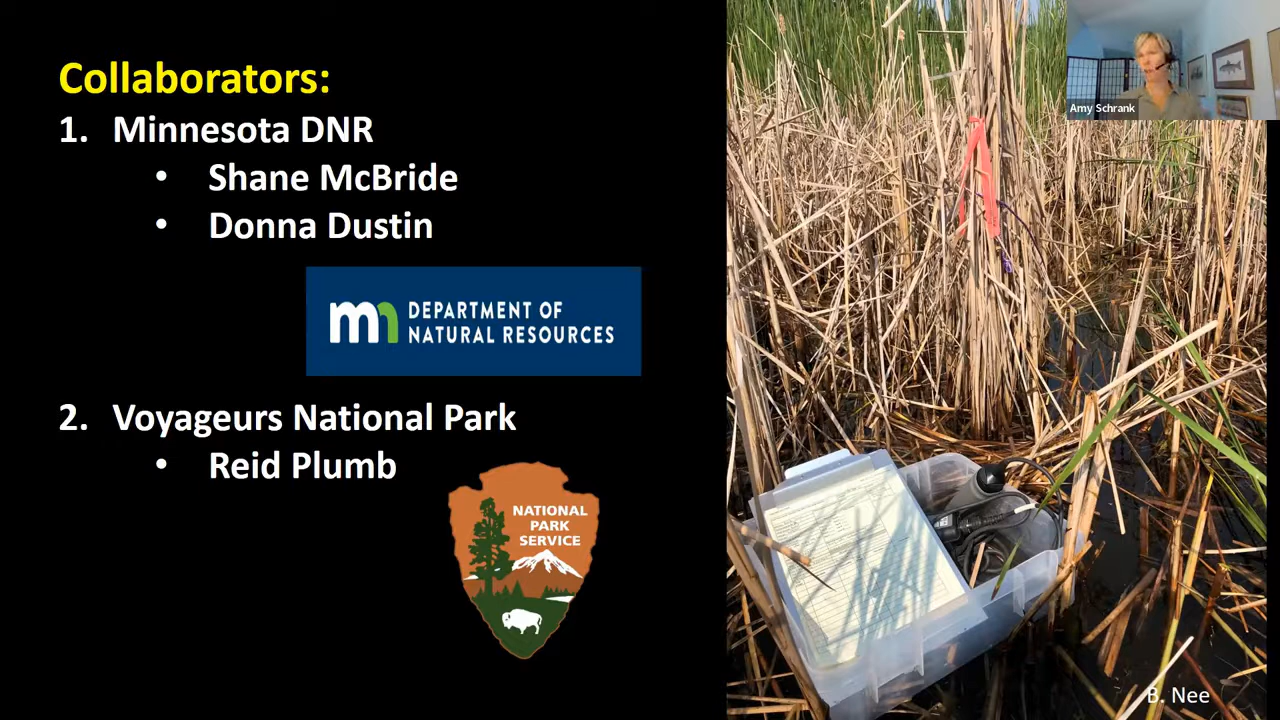 Collaborators:
1. Minnesota DNR
• Shane McBride
• Donna Dustin
mn DEPARTMENT OF
NATURAL RESOURCES
2. Voyageurs National Park
• Reid Plumb
NATIONAL
PARK
SERVICE
Amy Schrank
B. Nee